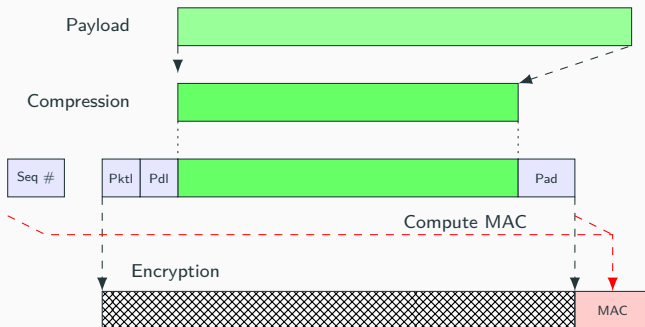 Payload
Compression
Seq #
Pktl
Pdl
Pad
Compute MAC
Encryption
MAC